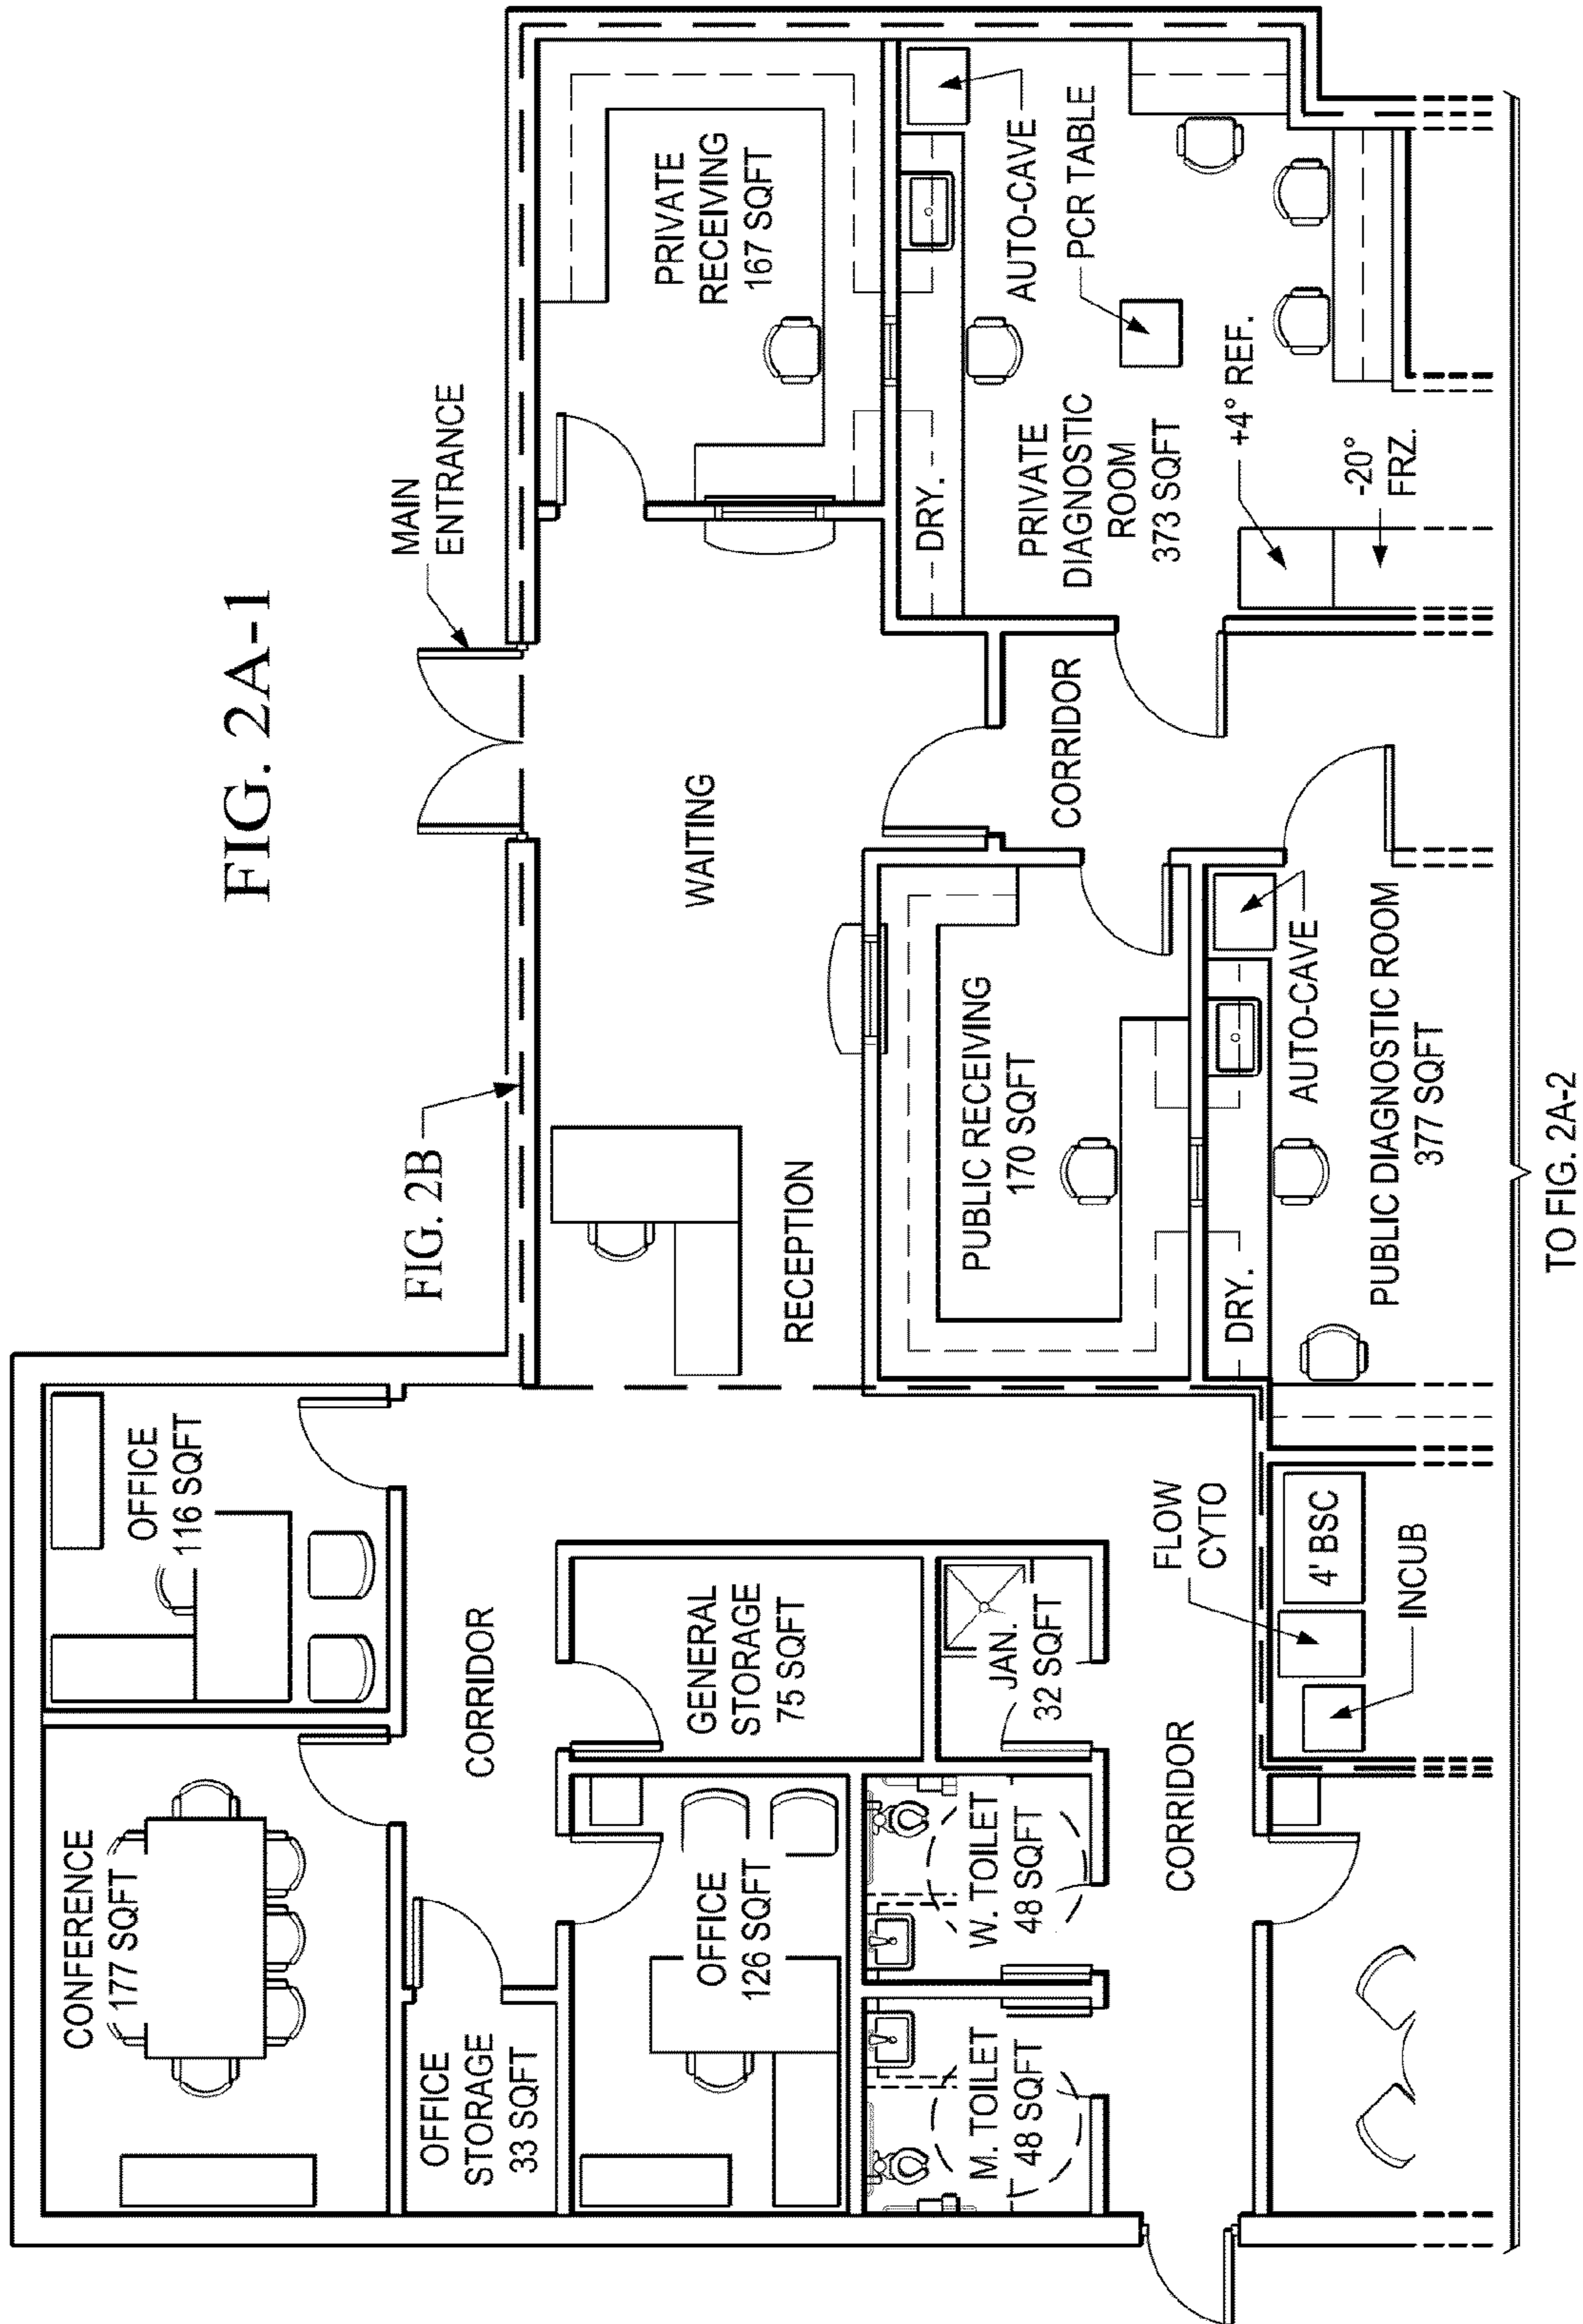 FIG. 2A-1
MAIN
ENTRANCE
FIG. 2B
CONFERENCE
177 SQFT
OFFICE
116 SQFT
OFFICE
STORAGE
33 SQFT
CORRIDOR
OFFICE
126 SQFT
GENERAL
STORAGE
75 SQFT
M. TOILET
48 SQFT
W. TOILET
48 SQFT
JAN.
32 SQFT
CORRIDOR
RECEPTION
WAITING
PRIVATE
RECEIVING
167 SQFT
PUBLIC RECEIVING
170 SQFT
CORRIDOR
DRY.
PRIVATE
DIAGNOSTIC
ROOM
373 SQFT
AUTO-CAVE
PCR TABLE
+4° REF.
-20°
FRZ.
FLOW
CYTO
4' BSC
INCUB
DRY.
AUTO-CAVE
PUBLIC DIAGNOSTIC ROOM
377 SQFT
TO FIG. 2A-2